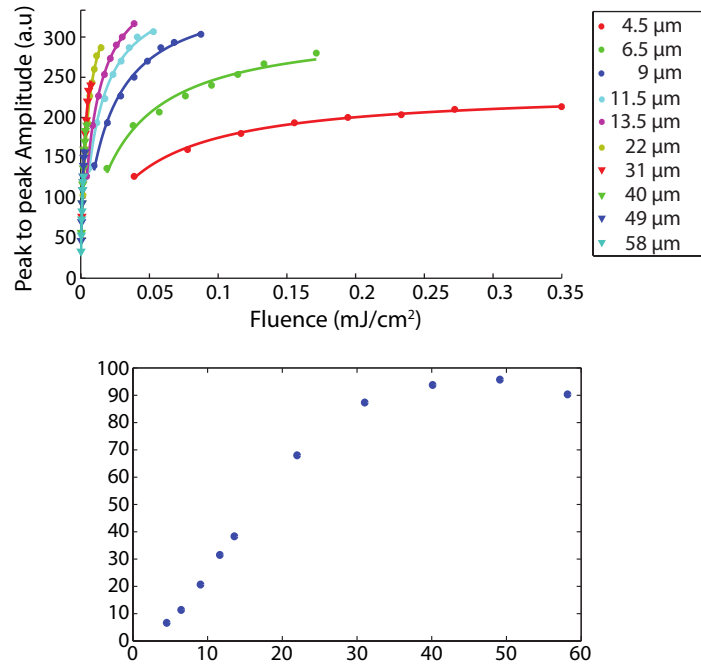 Peak to peak Amplitude (a.u)
300
250
200
150
100
50
0
0 0.05 0.1 0.15 0.2 0.25 0.3 0.35
Fluence (mJ/cm²)
4.5 µm
6.5 µm
9 µm
11.5 µm
13.5 µm
22 µm
31 µm
40 µm
49 µm
58 µm
100
90
80
70
60
50
40
30
20
10
0
0 10 20 30 40 50 60